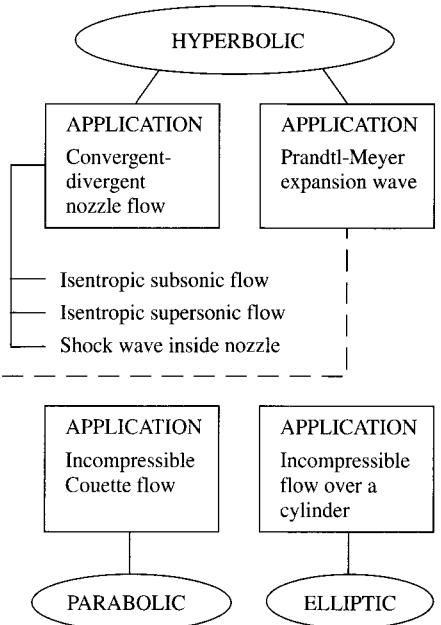 HYPERBOLIC
APPLICATION
Convergent-
divergent
nozzle flow
APPLICATION
Prandtl-Meyer
expansion wave
Isentropic subsonic flow
Isentropic supersonic flow
Shock wave inside nozzle
APPLICATION
Incompressible
Couette flow
APPLICATION
Incompressible
flow over a
cylinder
PARABOLIC
ELLIPTIC